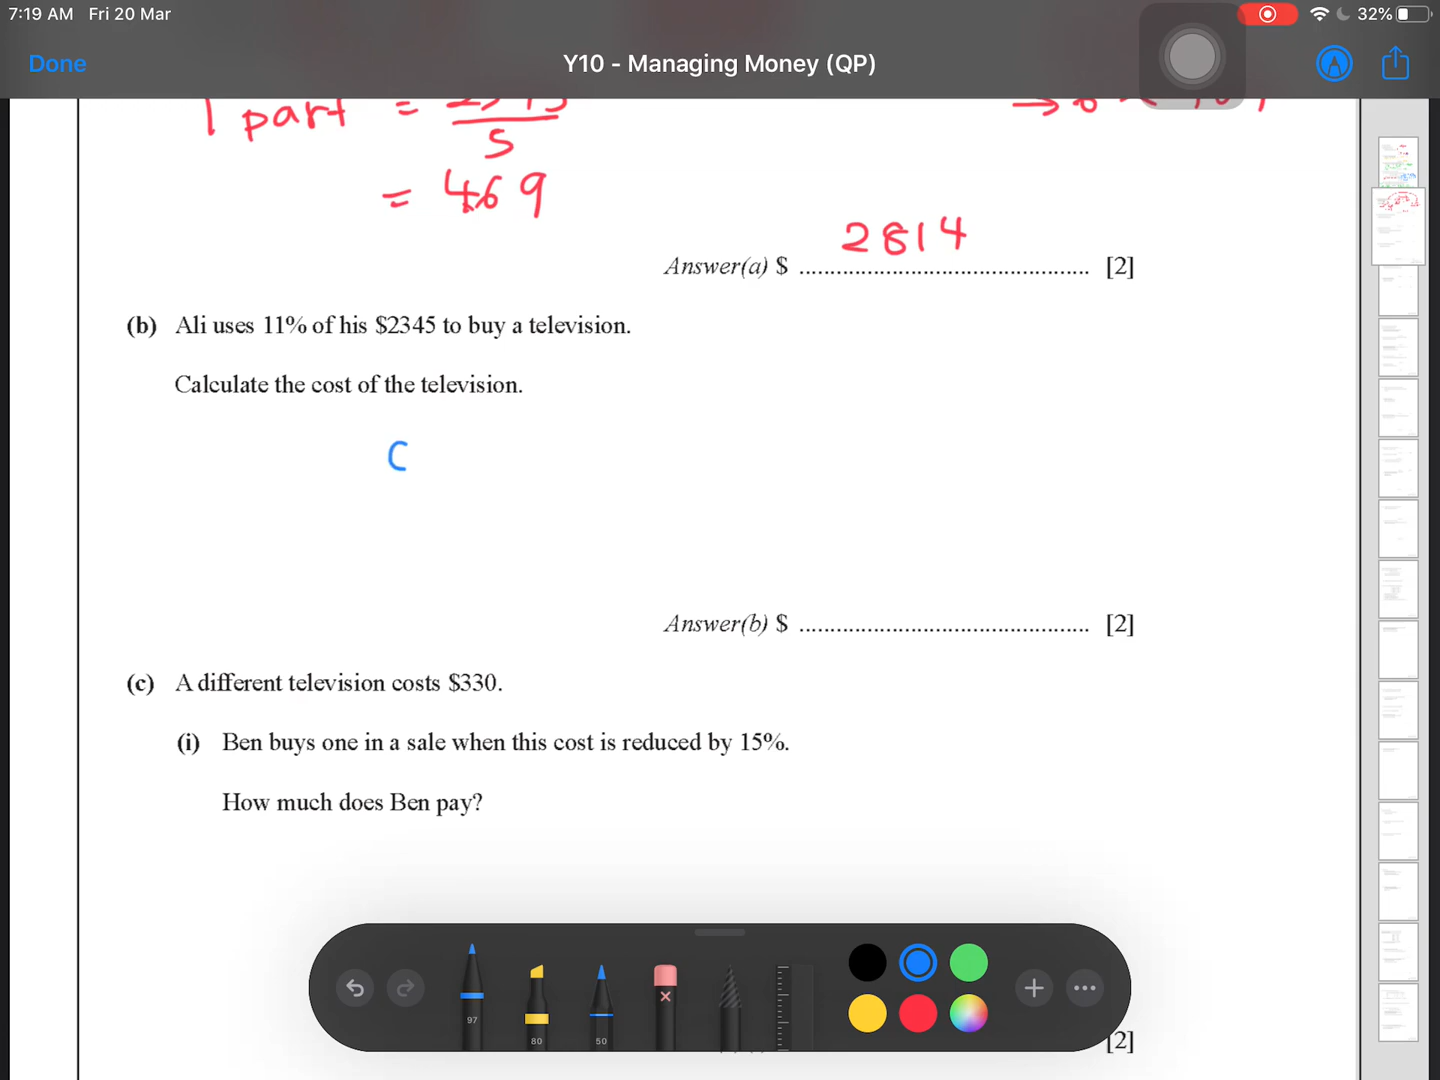 7:19 AM Fri 20 Mar
32%
Done
Y10 - Managing Money (QP)
1 part =
5
= 469
2814
Answer(a) $ ................................................ [2]
(b) Ali uses 11% of his $2345 to buy a television.
Calculate the cost of the television.
C
Answer(b) $ ................................................ [2]
(c) A different television costs $330.
(i) Ben buys one in a sale when this cost is reduced by 15%.
How much does Ben pay?
97
80
50
[2]